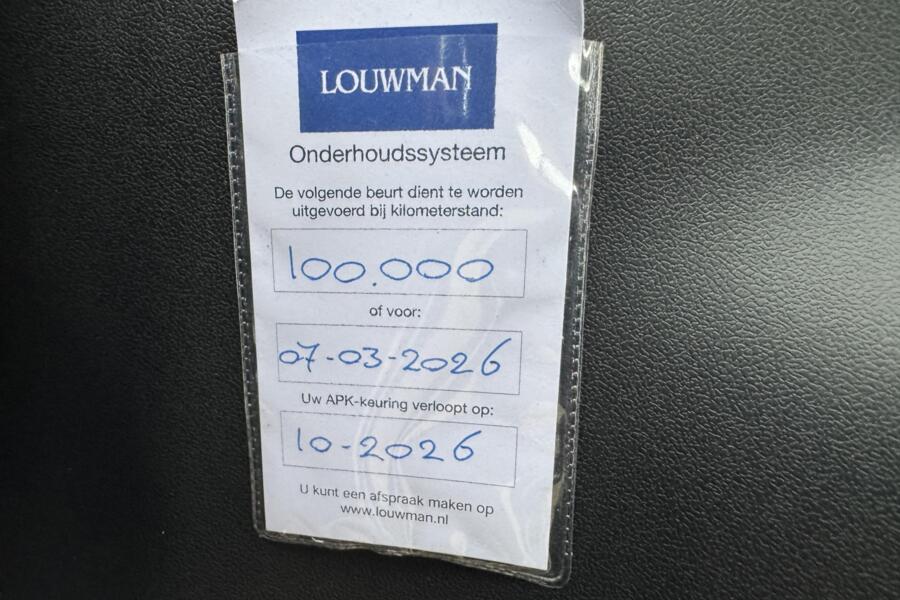 LOUWMAN
Onderhoudssysteem
De volgende beurt dient te worden
uitgevoerd bij kilometerstand:
100.000
of voor:
07-03-2026
Uw APK-keuring verloopt op:
10-2026
U kunt een afspraak maken op
www.louwman.nl